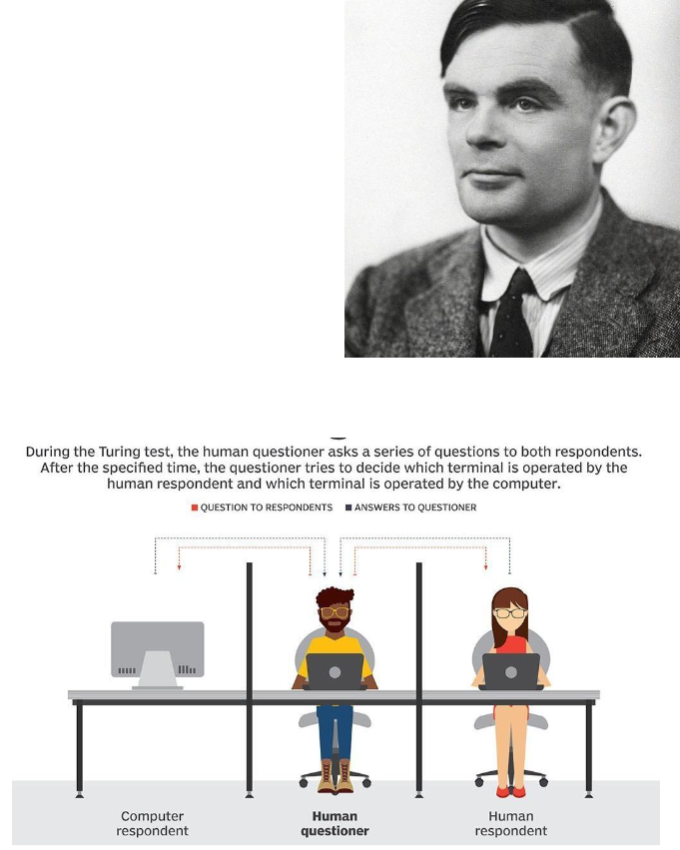 During the Turing test, the human questioner asks a series of questions to both respondents.
After the specified time, the questioner tries to decide which terminal is operated by the
human respondent and which terminal is operated by the computer.
QUESTION TO RESPONDENTS ANSWERS TO QUESTIONER
Computer respondent
Human questioner
Human respondent